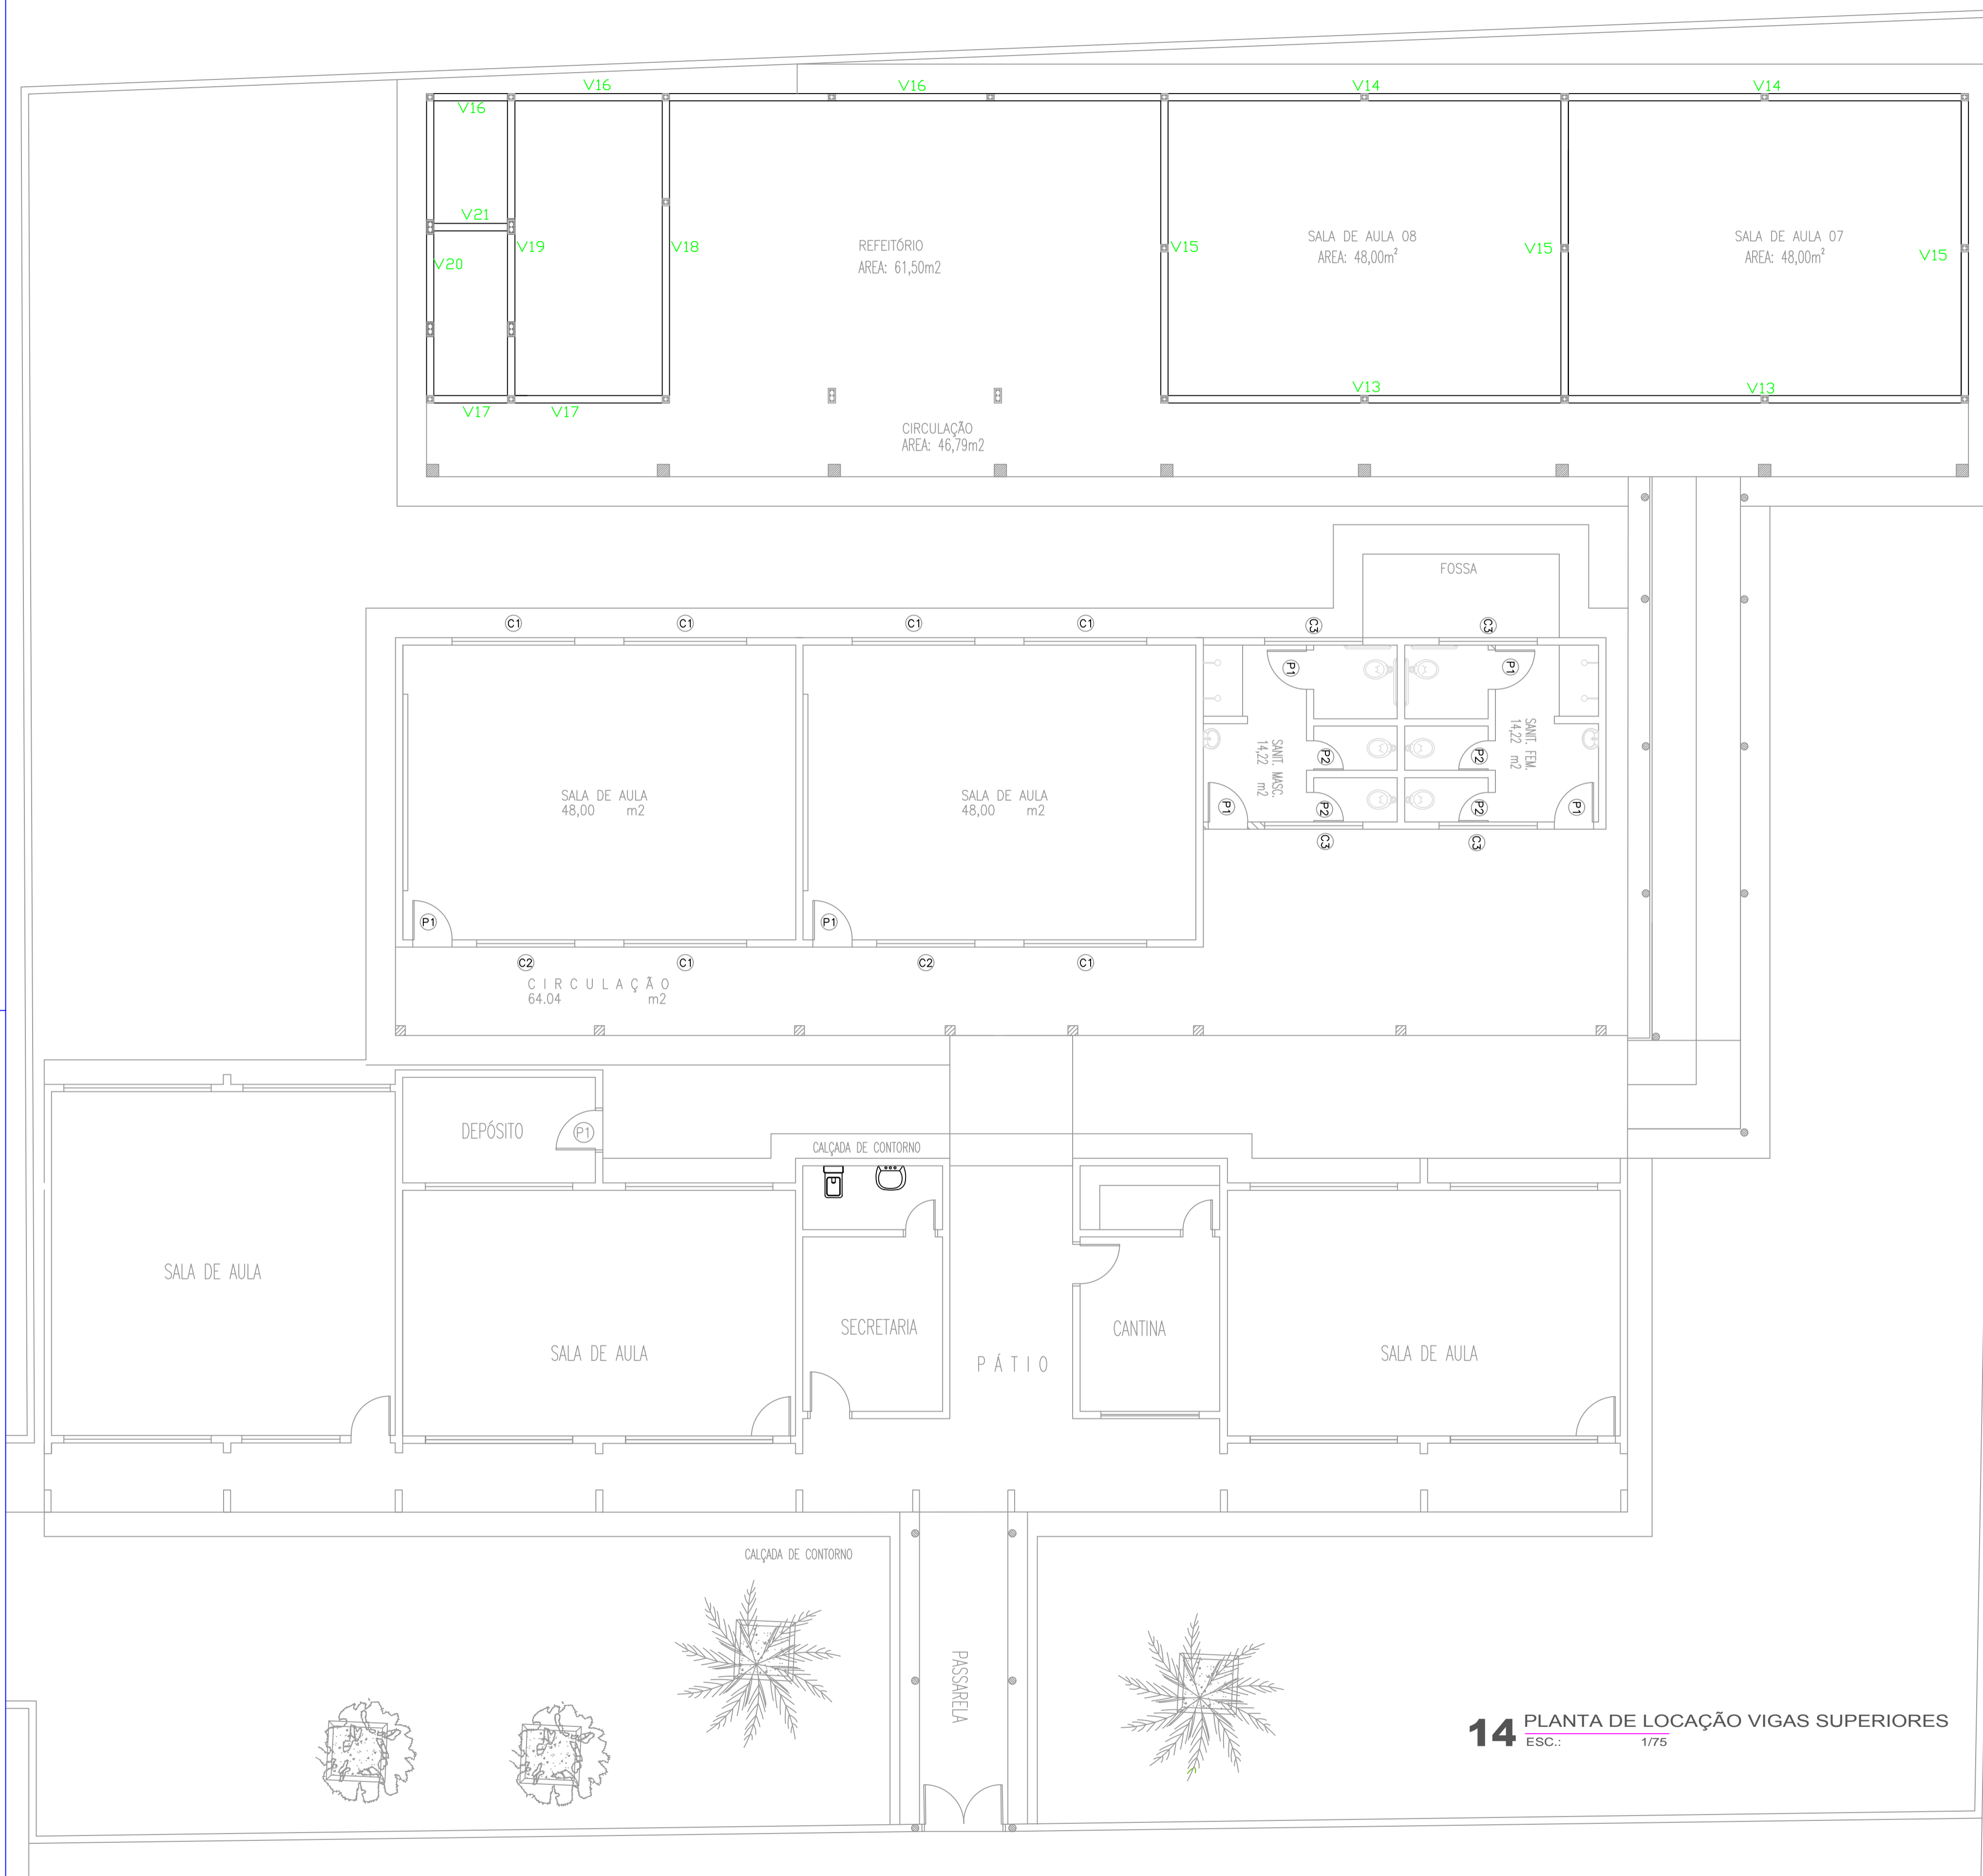 V16
V16
V14
V14
V16
V21
V19
V18
V20
V15
V15
V15
REFEITÓRIO
AREA: 61,50m2
SALA DE AULA 08
AREA: 48,00m²
SALA DE AULA 07
AREA: 48,00m²
V13
V13
V17
V17
CIRCULAÇÃO
AREA: 46,79m2
FOSSA
C1
C1
C1
C1
C3
C3
P1
P1
SANIT. MASC.
14,22 m2
SANIT. FEM.
14,22 m2
P2
P2
P2
P2
P1
P1
C3
C3
SALA DE AULA
48,00 m2
SALA DE AULA
48,00 m2
P1
P1
C2
C1
C2
C1
CIRCULAÇÃO
64.04 m2
DEPÓSITO
P1
CALÇADA DE CONTORNO
SALA DE AULA
SALA DE AULA
SECRETARIA
PÁTIO
CANTINA
SALA DE AULA
CALÇADA DE CONTORNO
PASSARELA
14 PLANTA DE LOCAÇÃO VIGAS SUPERIORES
ESC.: 1/75